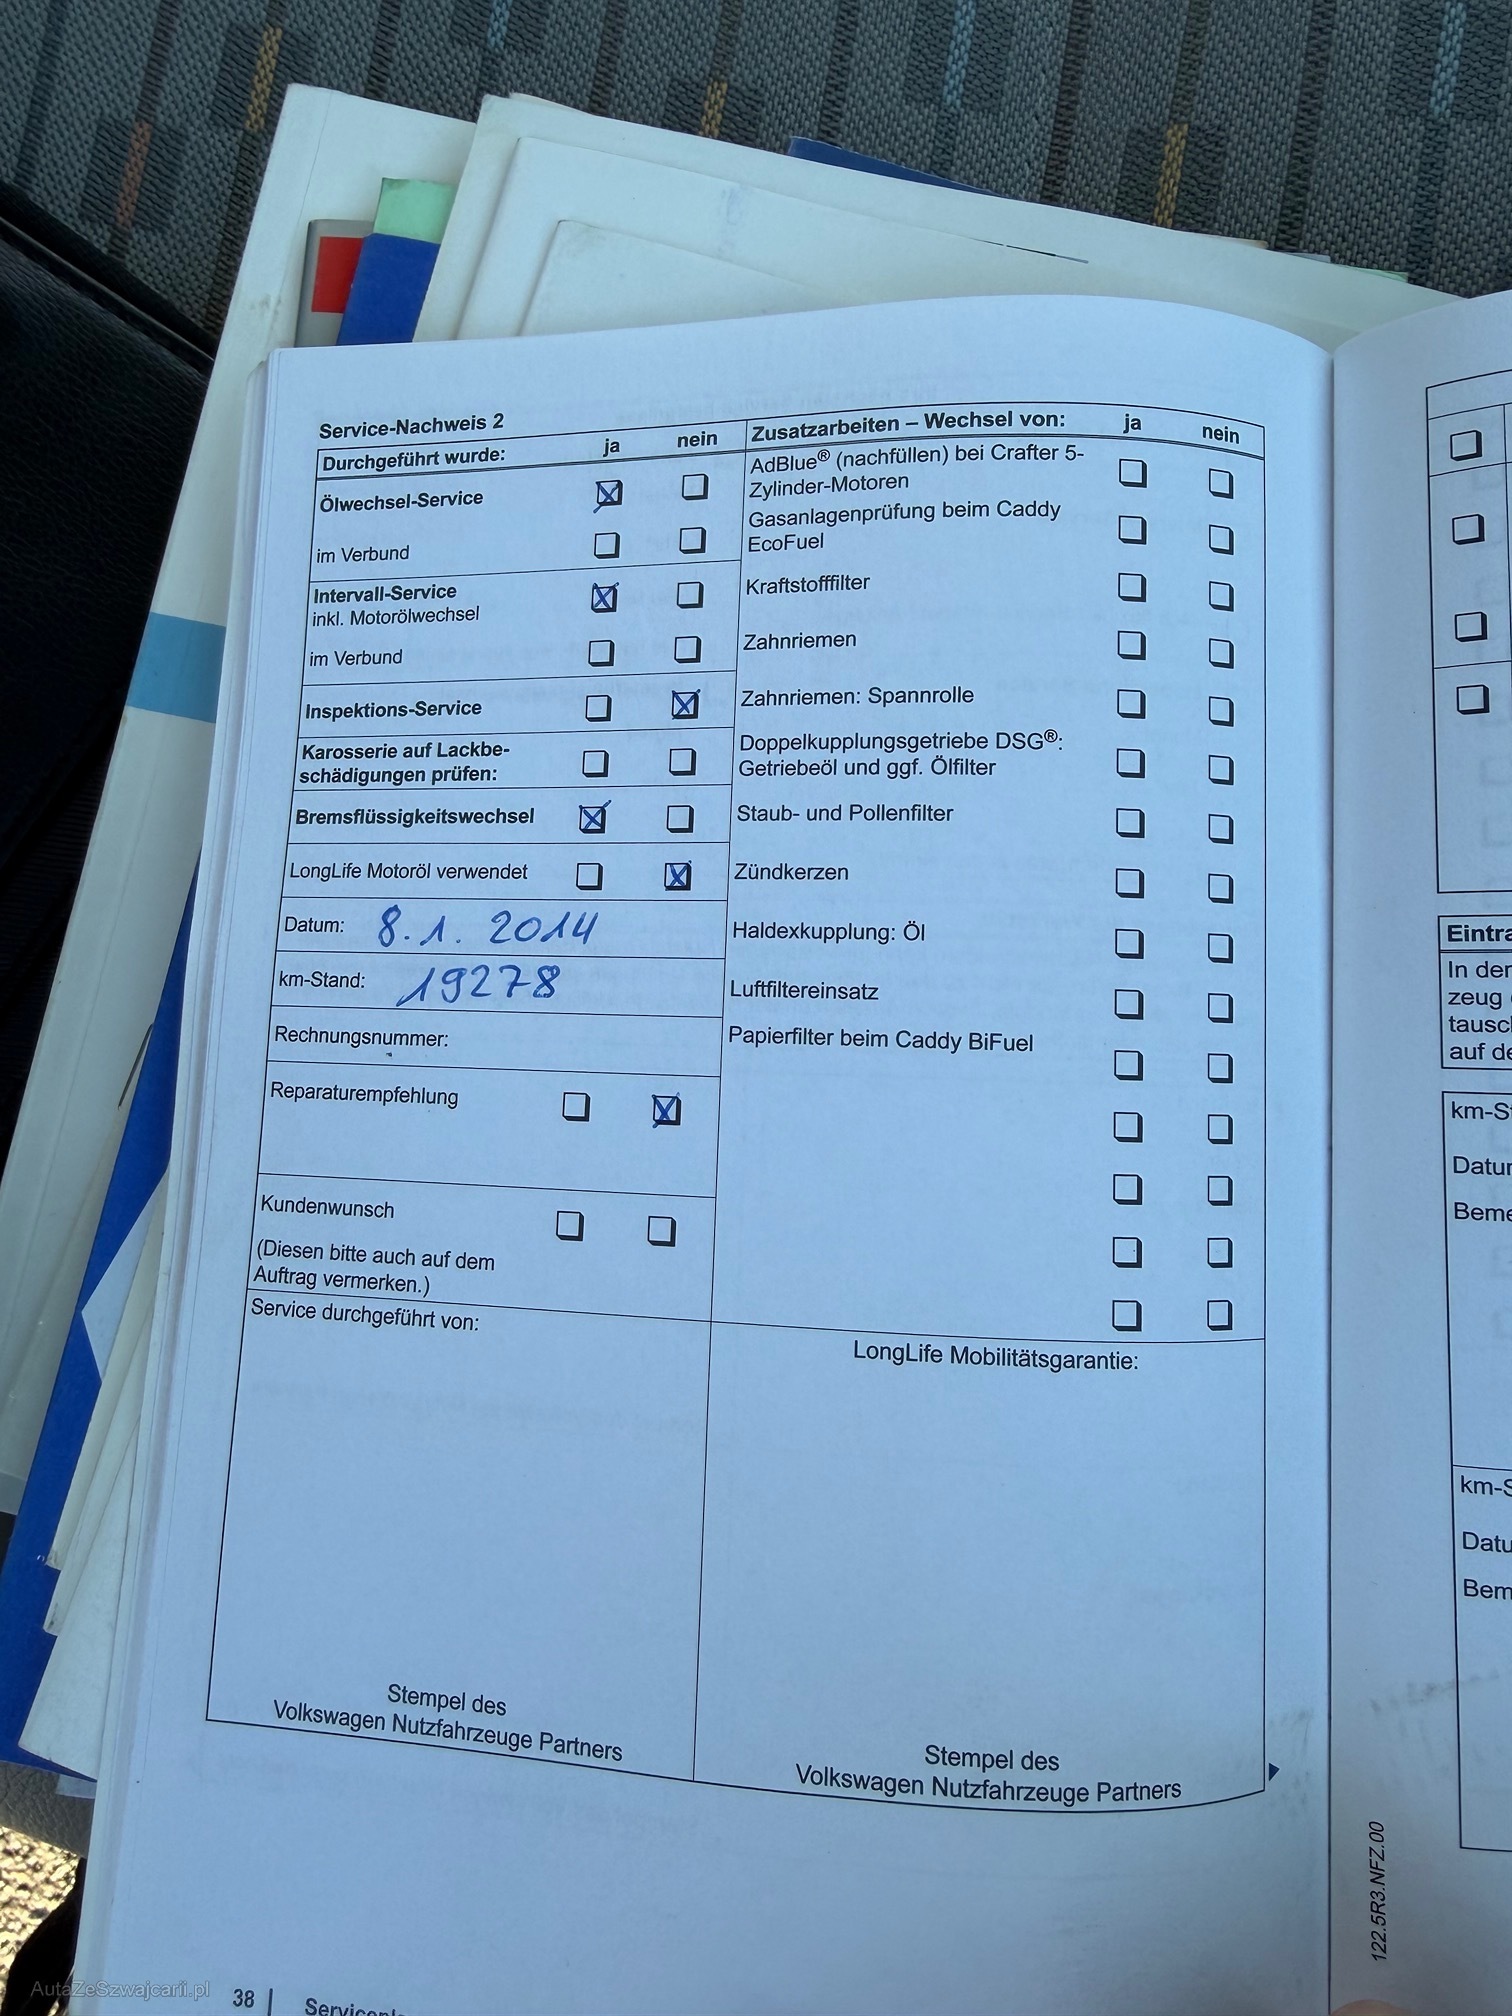 Service-Nachweis 2
Durchgeführt wurde: ja nein
Ölwechsel-Service
im Verbund
Intervall-Service
inkl. Motorölwechsel
im Verbund
Inspektions-Service
Karosserie auf Lackbe-
schädigungen prüfen:
Bremsflüssigkeitswechsel
LongLife Motoröl verwendet
Datum: 8.1.2014
km-Stand: 19278
Rechnungsnummer:
Reparaturempfehlung
Kundenwunsch
(Diesen bitte auch auf dem
Auftrag vermerken.)
Service durchgeführt von:
Stempel des
Volkswagen Nutzfahrzeuge Partners
Zusatzarbeiten – Wechsel von: ja nein
AdBlue® (nachfüllen) bei Crafter 5-
Zylinder-Motoren
Gasanlagenprüfung beim Caddy
EcoFuel
Kraftstofffilter
Zahnriemen
Zahnriemen: Spannrolle
Doppelkupplungsgetriebe DSG®:
Getriebeöl und ggf. Ölfilter
Staub- und Pollenfilter
Zündkerzen
Haldexkupplung: Öl
Luftfiltereinsatz
Papierfilter beim Caddy BiFuel
LongLife Mobilitätsgarantie:
Stempel des
Volkswagen Nutzfahrzeuge Partners
38
122.5R3.NFZ.00
In der
zeug
auf
AutaZeSzwajcarii.pl